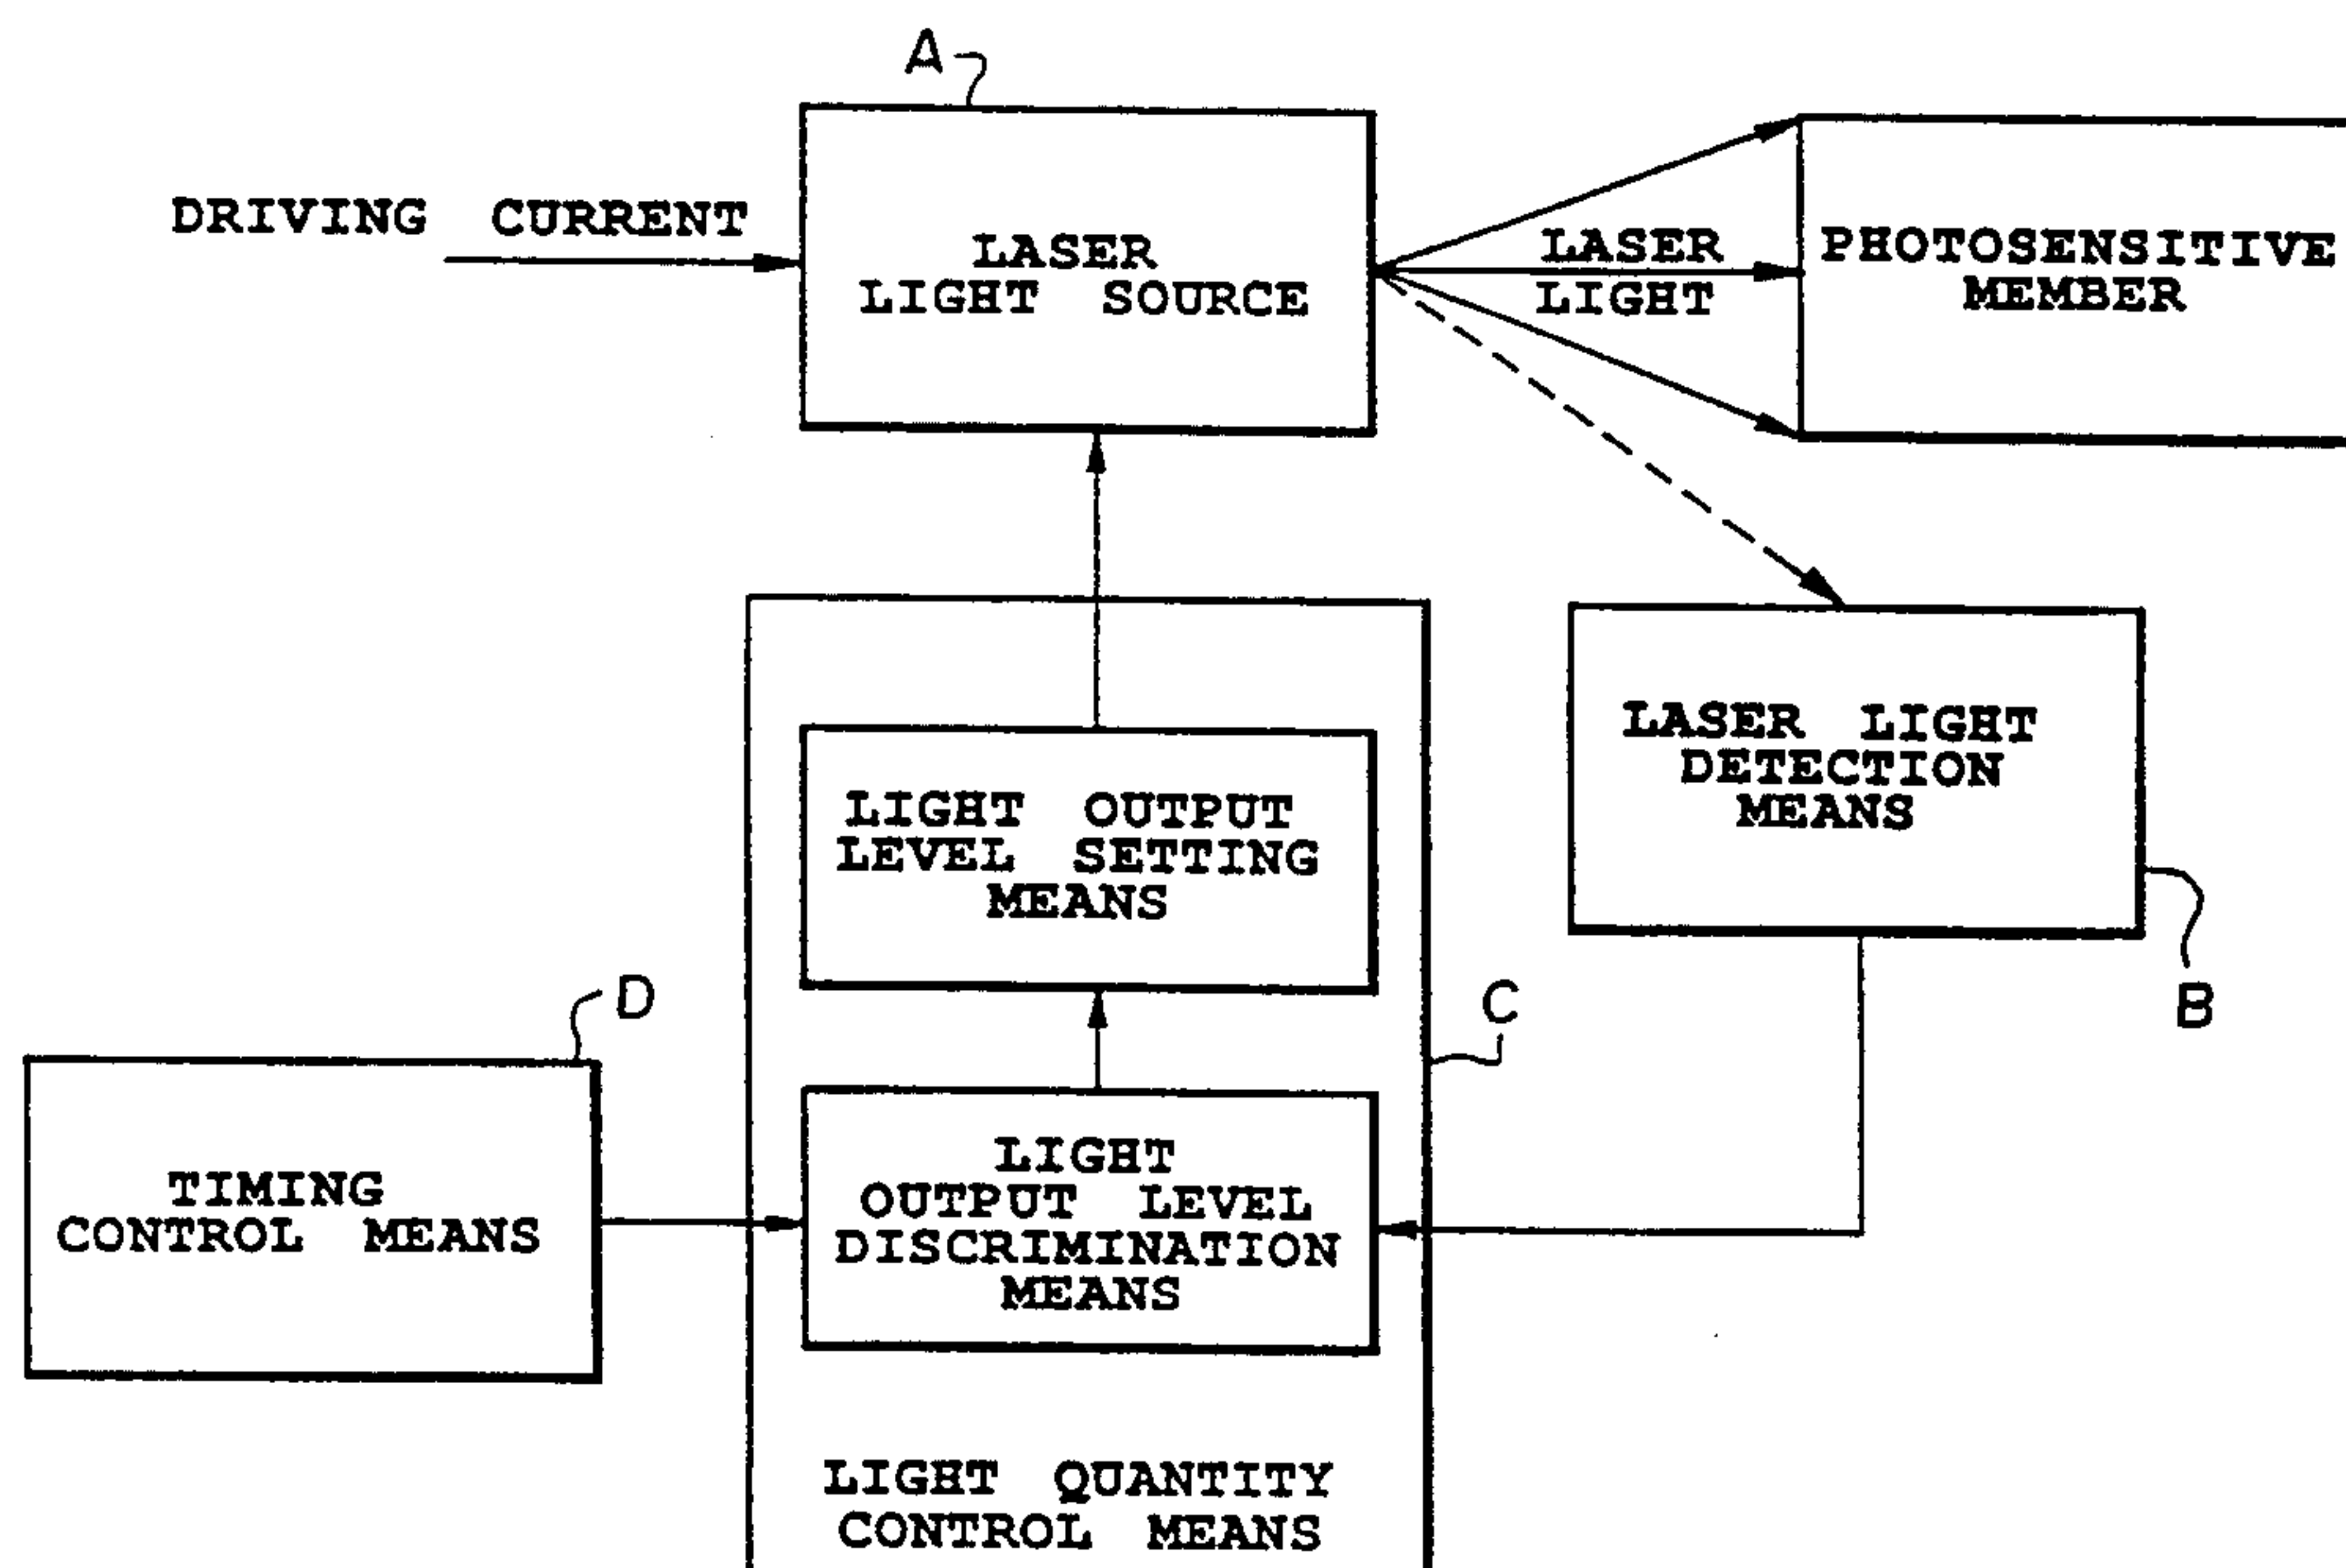 A
DRIVING CURRENT
LASER
LIGHT SOURCE
LASER
LIGHT
PHOTOSENSITIVE
MEMBER
LIGHT OUTPUT
LEVEL SETTING
MEANS
LASER LIGHT
DETECTION
MEANS
B
C
D
TIMING
CONTROL MEANS
LIGHT
OUTPUT LEVEL
DISCRIMINATION
MEANS
LIGHT QUANTITY
CONTROL MEANS